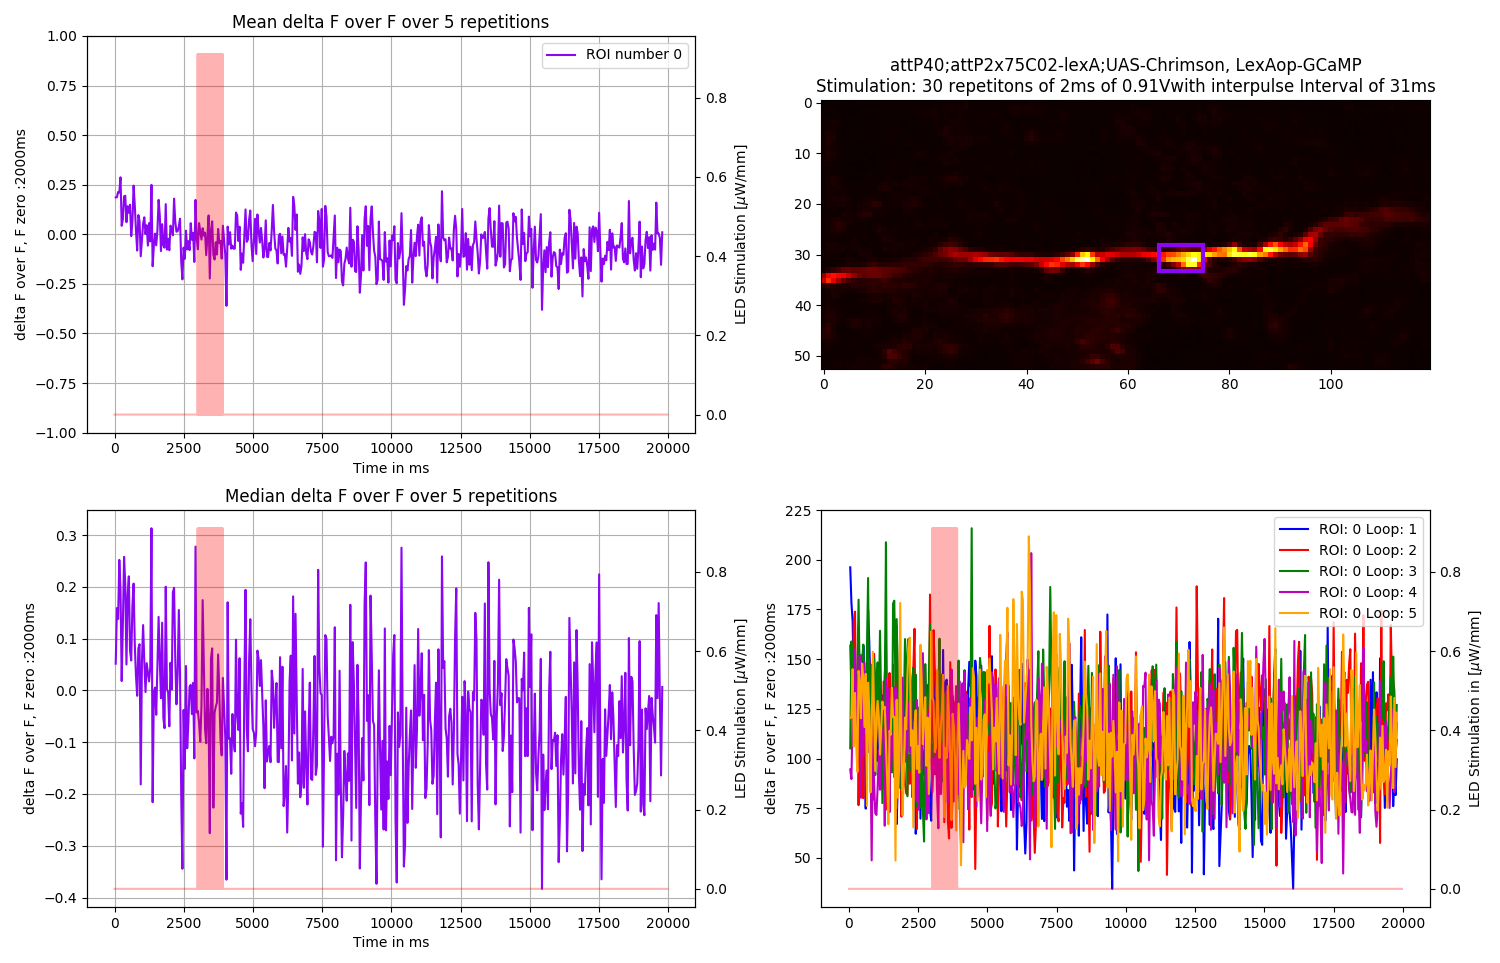 Mean delta F over F over 5 repetitions
1.00
0.75
0.50
0.25
0.00
−0.25
−0.50
−0.75
−1.00
delta F over F, F zero :2000ms
ROI number 0
0.8
0.6
0.4
0.2
0.0
LED Stimulation [μW/mm]
0 2500 5000 7500 10000 12500 15000 17500 20000
Time in ms
attP40;attP2x75C02-lexA;UAS-Chrimson, LexAop-GCaMP
Stimulation: 30 repetitons of 2ms of 0.91Vwith interpulse Interval of 31ms
0
10
20
30
40
50
0 20 40 60 80 100
Median delta F over F over 5 repetitions
0.3
0.2
0.1
0.0
−0.1
−0.2
−0.3
−0.4
delta F over F, F zero :2000ms
0.8
0.6
0.4
0.2
0.0
LED Stimulation [μW/mm]
0 2500 5000 7500 10000 12500 15000 17500 20000
Time in ms
225
200
175
150
125
100
75
50
delta F over F, F zero :2000ms
ROI: 0 Loop: 1
ROI: 0 Loop: 2
ROI: 0 Loop: 3
ROI: 0 Loop: 4
ROI: 0 Loop: 5
0.8
0.6
0.4
0.2
0.0
LED Stimulation in [μW/mm]
0 2500 5000 7500 10000 12500 15000 17500 20000